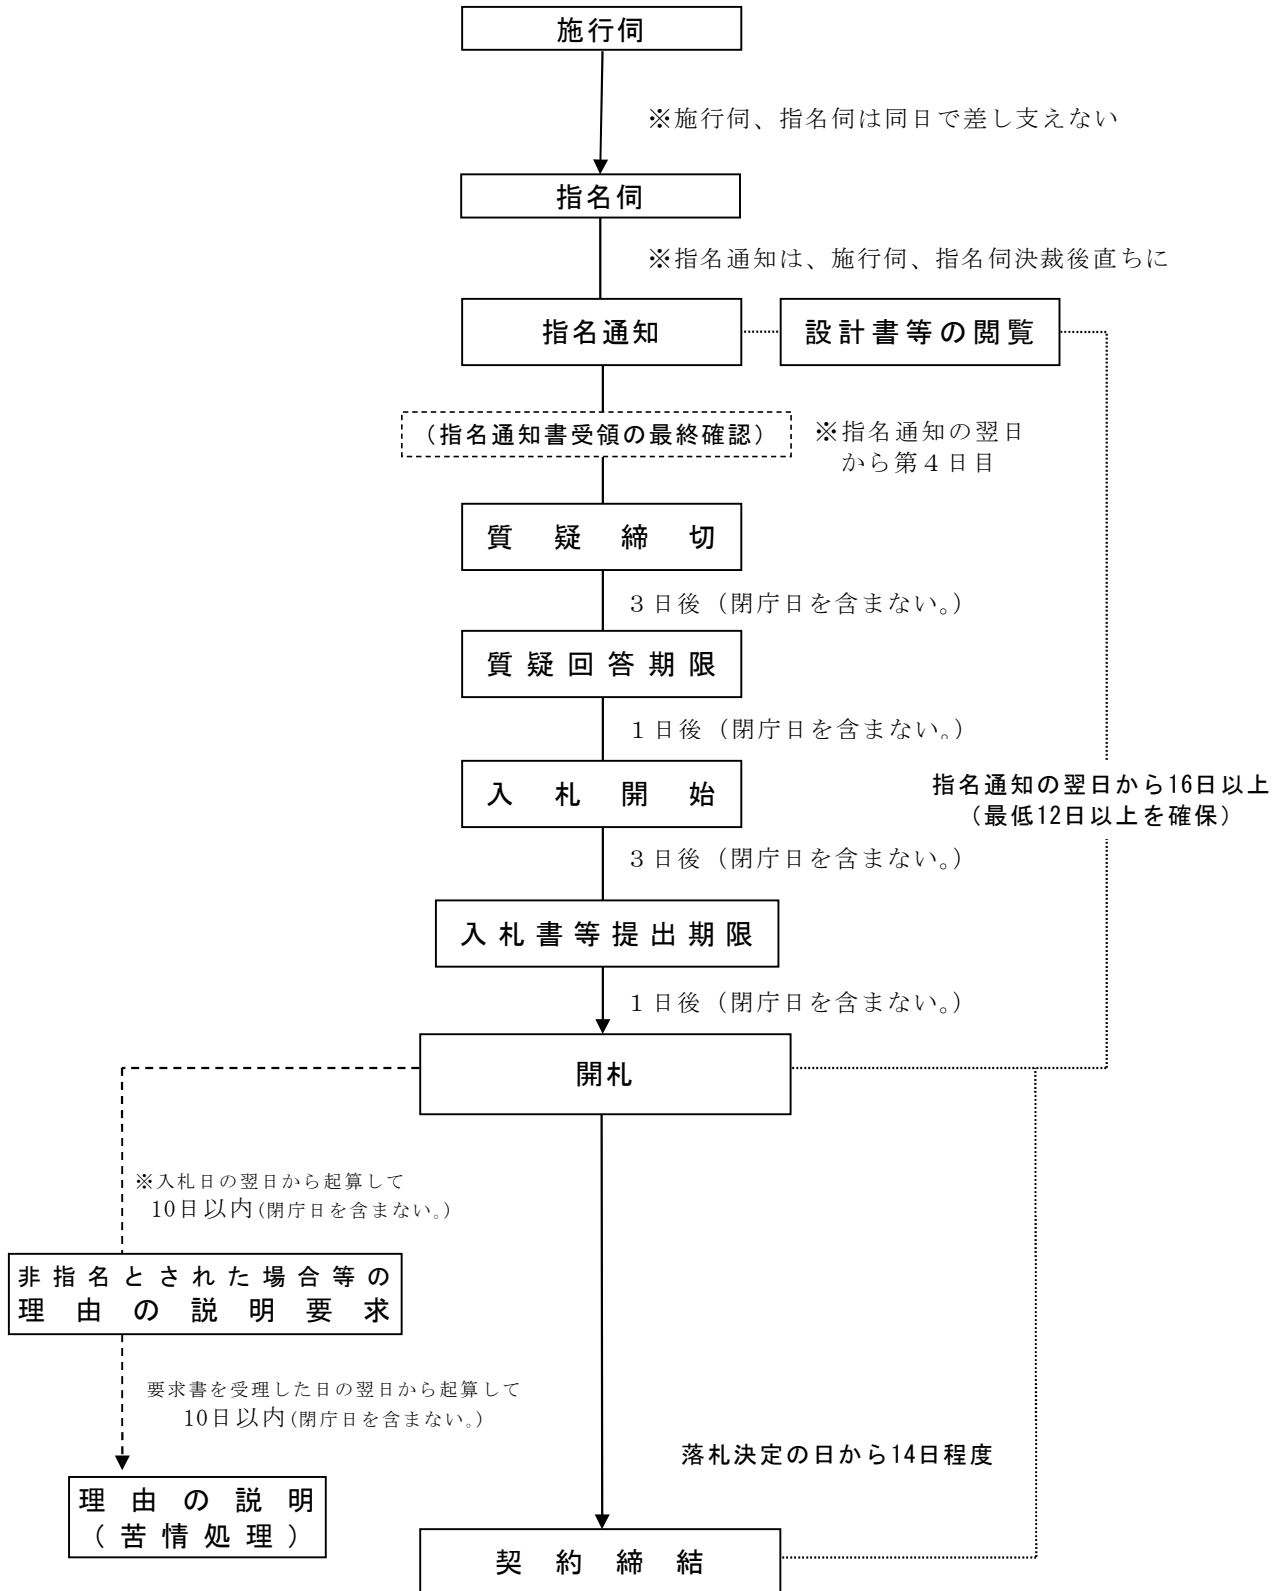 施行伺
※施行伺、指名伺は同日で差し支えない
指名伺
※指名通知は、施行伺、指名伺決裁後直ちに
指名通知
設計書等の閲覧
（指名通知書受領の最終確認）
※指名通知の翌日
から第４日目
質疑締切
３日後（閉庁日を含まない。）
質疑回答期限
１日後（閉庁日を含まない。）
入札開始
指名通知の翌日から16日以上
（最低12日以上を確保）
３日後（閉庁日を含まない。）
入札書等提出期限
１日後（閉庁日を含まない。）
開札
※入札日の翌日から起算して
10日以内(閉庁日を含まない。)
非指名とされた場合等の
理由の説明要求
要求書を受理した日の翌日から起算して
10日以内(閉庁日を含まない。)
落札決定の日から14日程度
理由の説明
（苦情処理）
契約締結